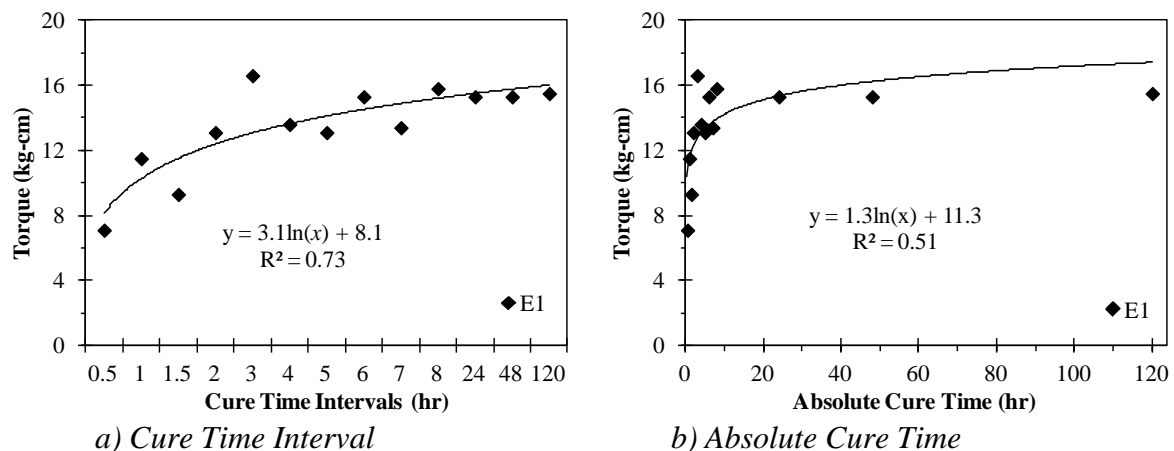 20
16
12
8
4
0
Torque (kg-cm)
y = 3.1ln(x) + 8.1
R² = 0.73
E1
0.5 1 1.5 2 3 4 5 6 7 8 24 48 120
Cure Time Intervals (hr)
a) Cure Time Interval
20
16
12
8
4
0
Torque (kg-cm)
y = 1.3ln(x) + 11.3
R² = 0.51
E1
0 20 40 60 80 100 120
Absolute Cure Time (hr)
b) Absolute Cure Time